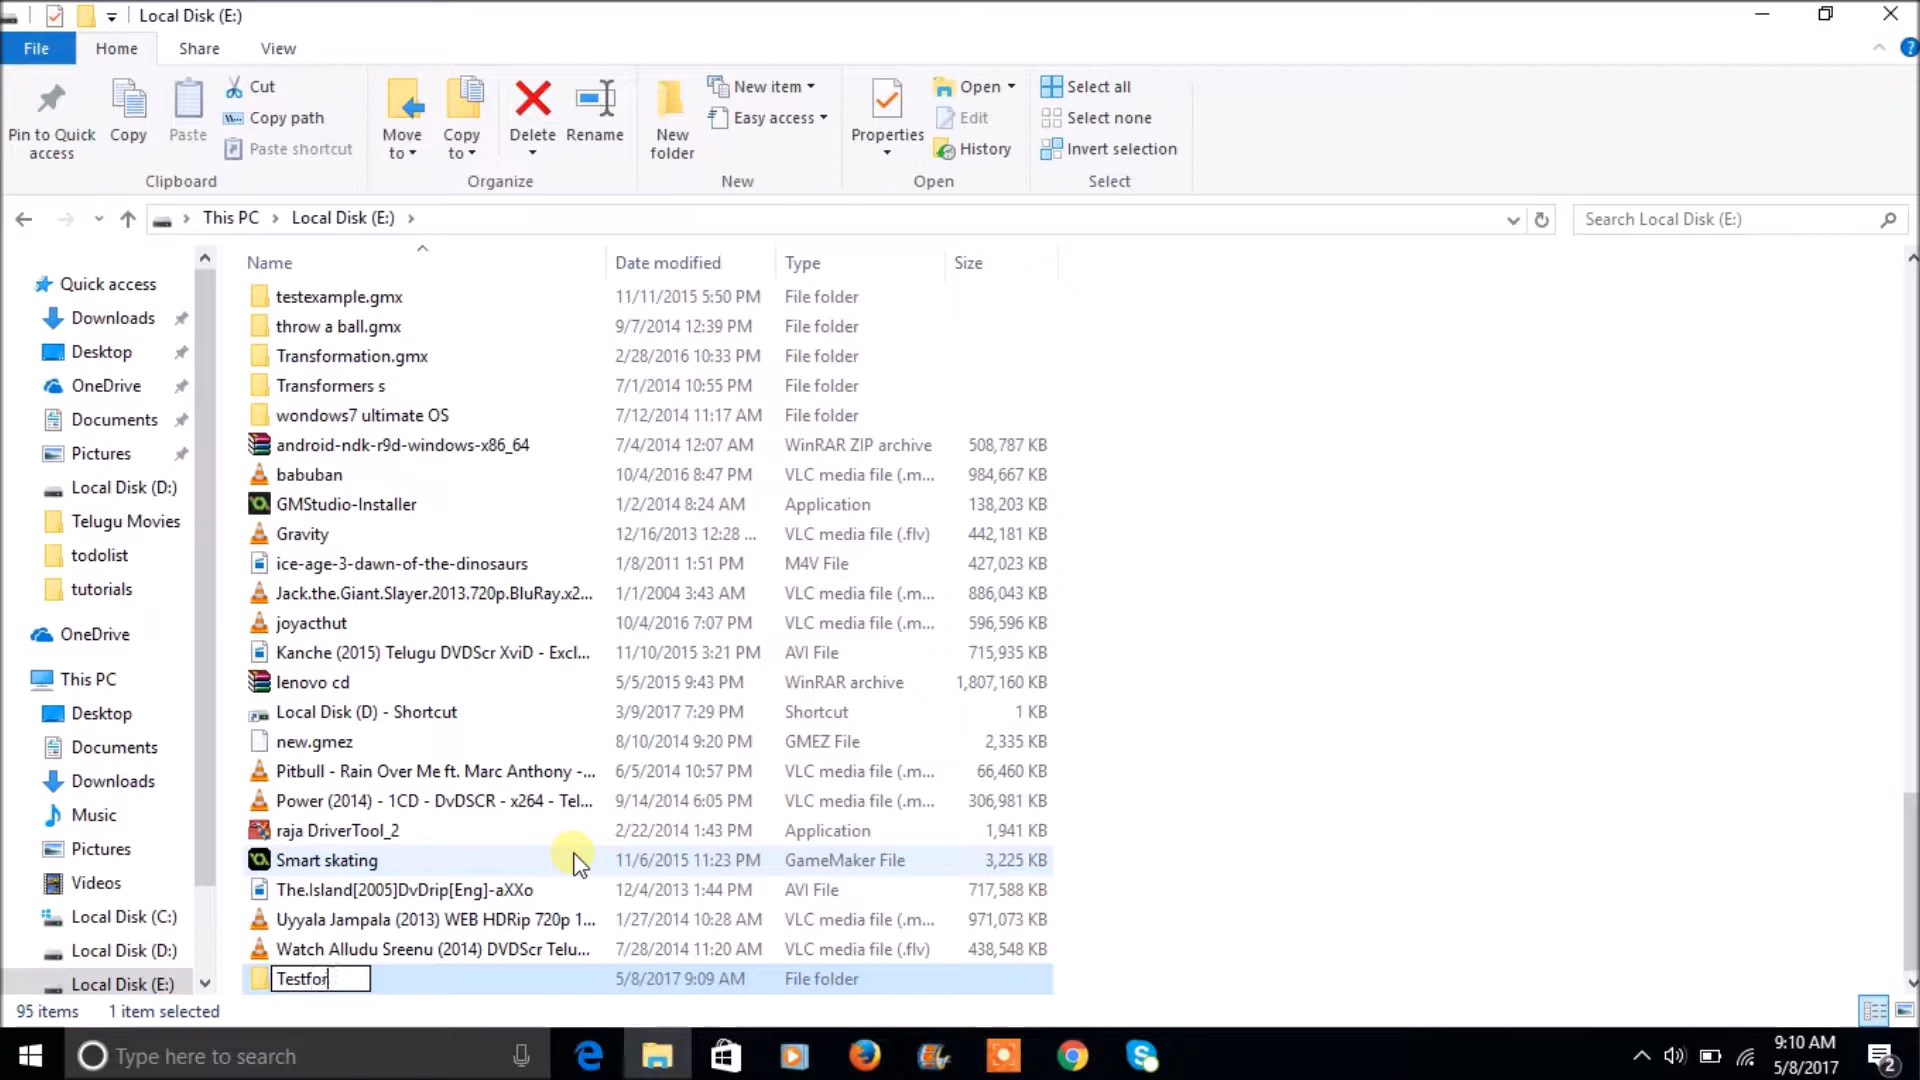 Local Disk (E:)
File Home Share View
Pin to Quick access
Copy
Paste
Cut
Copy path
Paste shortcut
Clipboard
Move to
Copy to
Delete
Rename
Organize
New folder
New item
Easy access
New
Properties
Open
Edit
History
Open
Select all
Select none
Invert selection
Select
This PC Local Disk (E:)
Search Local Disk (E:)
Quick access
Downloads
Desktop
OneDrive
Documents
Pictures
Local Disk (D:)
Telugu Movies
todolist
tutorials
OneDrive
This PC
Desktop
Documents
Downloads
Music
Pictures
Videos
Local Disk (C:)
Local Disk (D:)
Local Disk (E:)
Name Date modified Type Size
testexample.gmx 11/11/2015 5:50 PM File folder
throw a ball.gmx 9/7/2014 12:39 PM File folder
Transformation.gmx 2/28/2016 10:33 PM File folder
Transformers s 7/1/2014 10:55 PM File folder
wondows7 ultimate OS 7/12/2014 11:17 AM File folder
android-ndk-r9d-windows-x86_64 7/4/2014 12:07 AM WinRAR ZIP archive 508,787 KB
babuban 10/4/2016 8:47 PM VLC media file (.m... 984,667 KB
GMStudio-Installer 1/2/2014 8:24 AM Application 138,203 KB
Gravity 12/16/2013 12:28 ... VLC media file (.flv) 442,181 KB
ice-age-3-dawn-of-the-dinosaurs 1/8/2011 1:51 PM M4V File 427,023 KB
Jack.the.Giant.Slayer.2013.720p.BluRay.x2... 1/1/2004 3:43 AM VLC media file (.m... 886,043 KB
joyacthut 10/4/2016 7:07 PM VLC media file (.m... 596,596 KB
Kanche (2015) Telugu DVDScr XviD - Excl... 11/10/2015 3:21 PM AVI File 715,935 KB
lenovo cd 5/5/2015 9:43 PM WinRAR archive 1,807,160 KB
Local Disk (D) - Shortcut 3/9/2017 7:29 PM Shortcut 1 KB
new.gmez 8/10/2014 9:20 PM GMEZ File 2,335 KB
Pitbull - Rain Over Me ft. Marc Anthony -... 6/5/2014 10:57 PM VLC media file (.m... 66,460 KB
Power (2014) - 1CD - DvDSCR - x264 - Tel... 9/14/2014 6:05 PM VLC media file (.m... 306,981 KB
raja DriverTool_2 2/22/2014 1:43 PM Application 1,941 KB
Smart skating 11/6/2015 11:23 PM GameMaker File 3,225 KB
The.Island[2005]DvDrip[Eng]-aXXo 12/4/2013 1:44 PM AVI File 717,588 KB
Uyyala Jampala (2013) WEB HDRip 720p 1... 1/27/2014 10:28 AM VLC media file (.m... 971,073 KB
Watch Alludu Sreenu (2014) DVDScr Telu... 7/28/2014 11:20 AM VLC media file (.flv) 438,548 KB
Testfor 5/8/2017 9:09 AM File folder
95 items 1 item selected
Type here to search
9:10 AM
5/8/2017
2